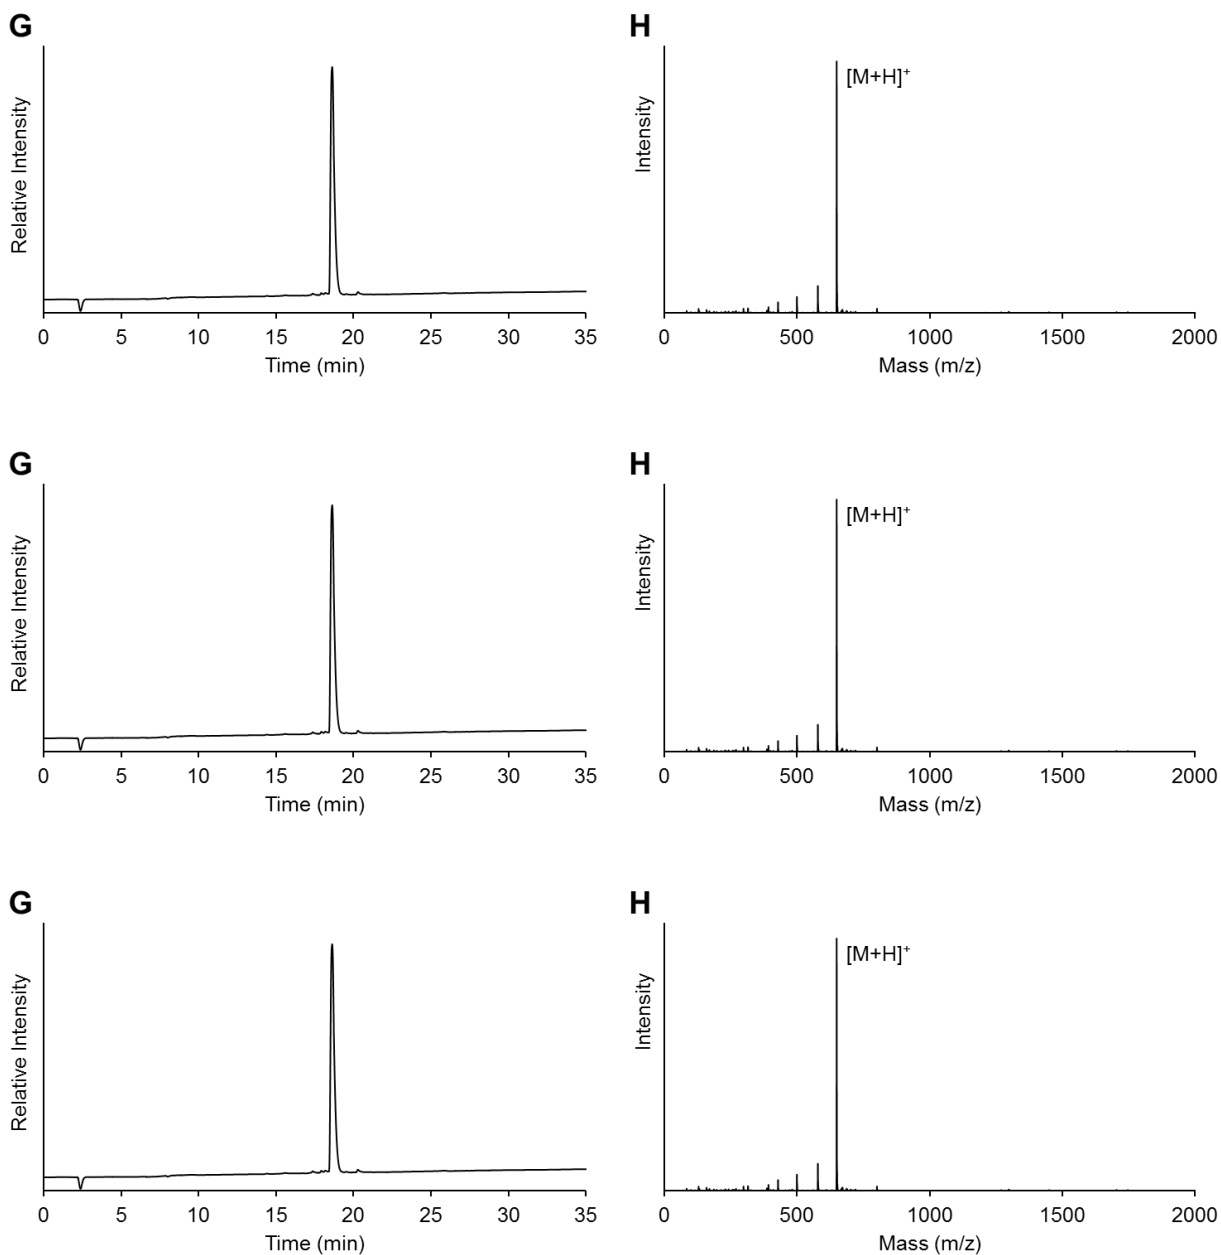 G
H
Relative Intensity
Intensity
[M+H]⁺
0 5 10 15 20 25 30 35
0 500 1000 1500 2000
Time (min)
Mass (m/z)
G
H
Relative Intensity
Intensity
[M+H]⁺
0 5 10 15 20 25 30 35
0 500 1000 1500 2000
Time (min)
Mass (m/z)
G
H
Relative Intensity
Intensity
[M+H]⁺
0 5 10 15 20 25 30 35
0 500 1000 1500 2000
Time (min)
Mass (m/z)